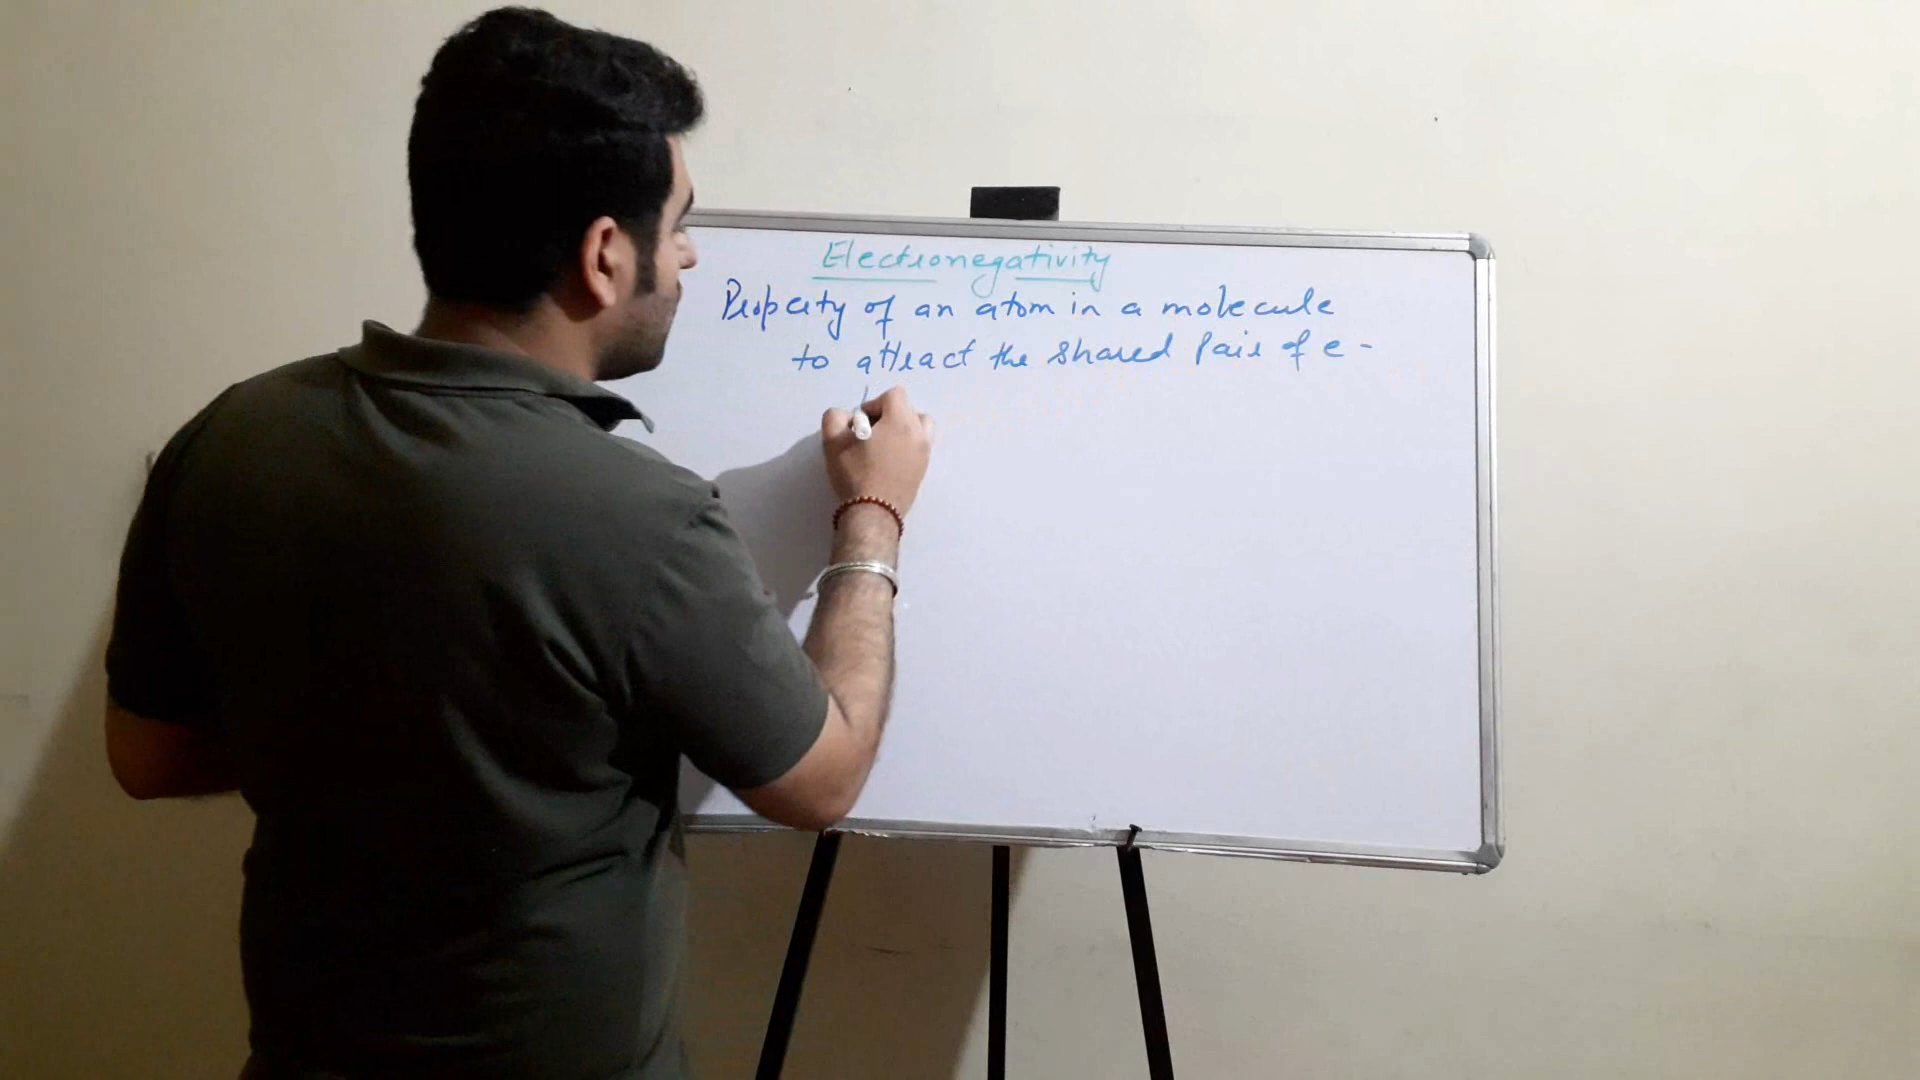 Electronegativity
Property of an atom in a molecule
to attract the shared Pair of e-